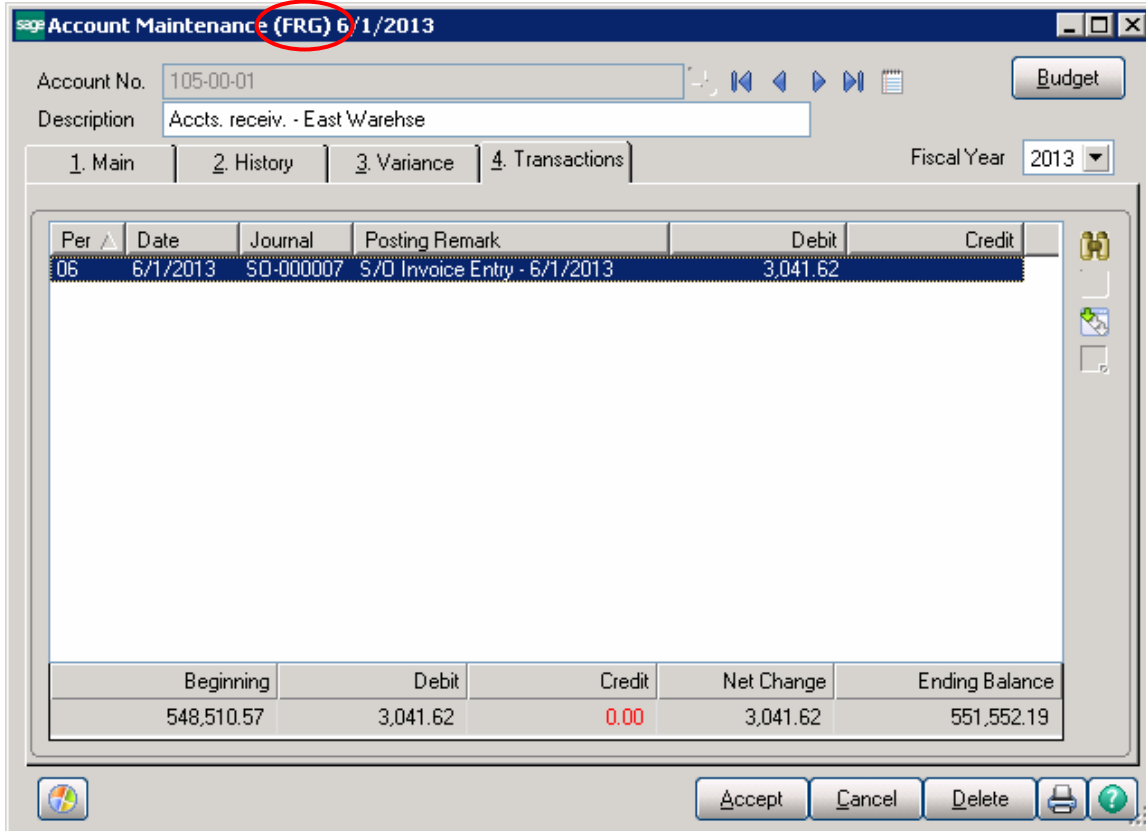 sage Account Maintenance (FRG) 6/1/2013
Account No. 105-00-01 Budget
Description Accts. receiv. - East Warehse
1. Main 2. History 3. Variance 4. Transactions Fiscal Year 2013
Per Date Journal Posting Remark Debit Credit
06 6/1/2013 SO-000007 S/O Invoice Entry - 6/1/2013 3,041.62
Beginning Debit Credit Net Change Ending Balance
548,510.57 3,041.62 0.00 3,041.62 551,552.19
Accept Cancel Delete ?